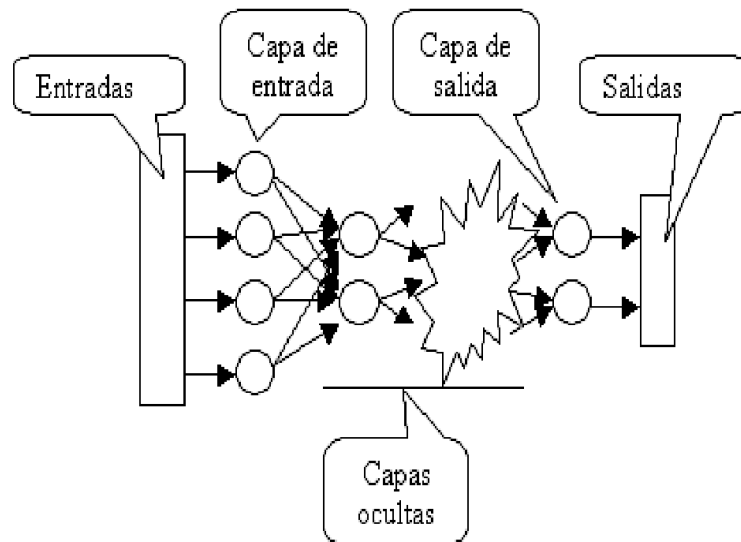 Entradas
Capa de
entrada
Capa de
salida
Salidas
Capas
ocultas